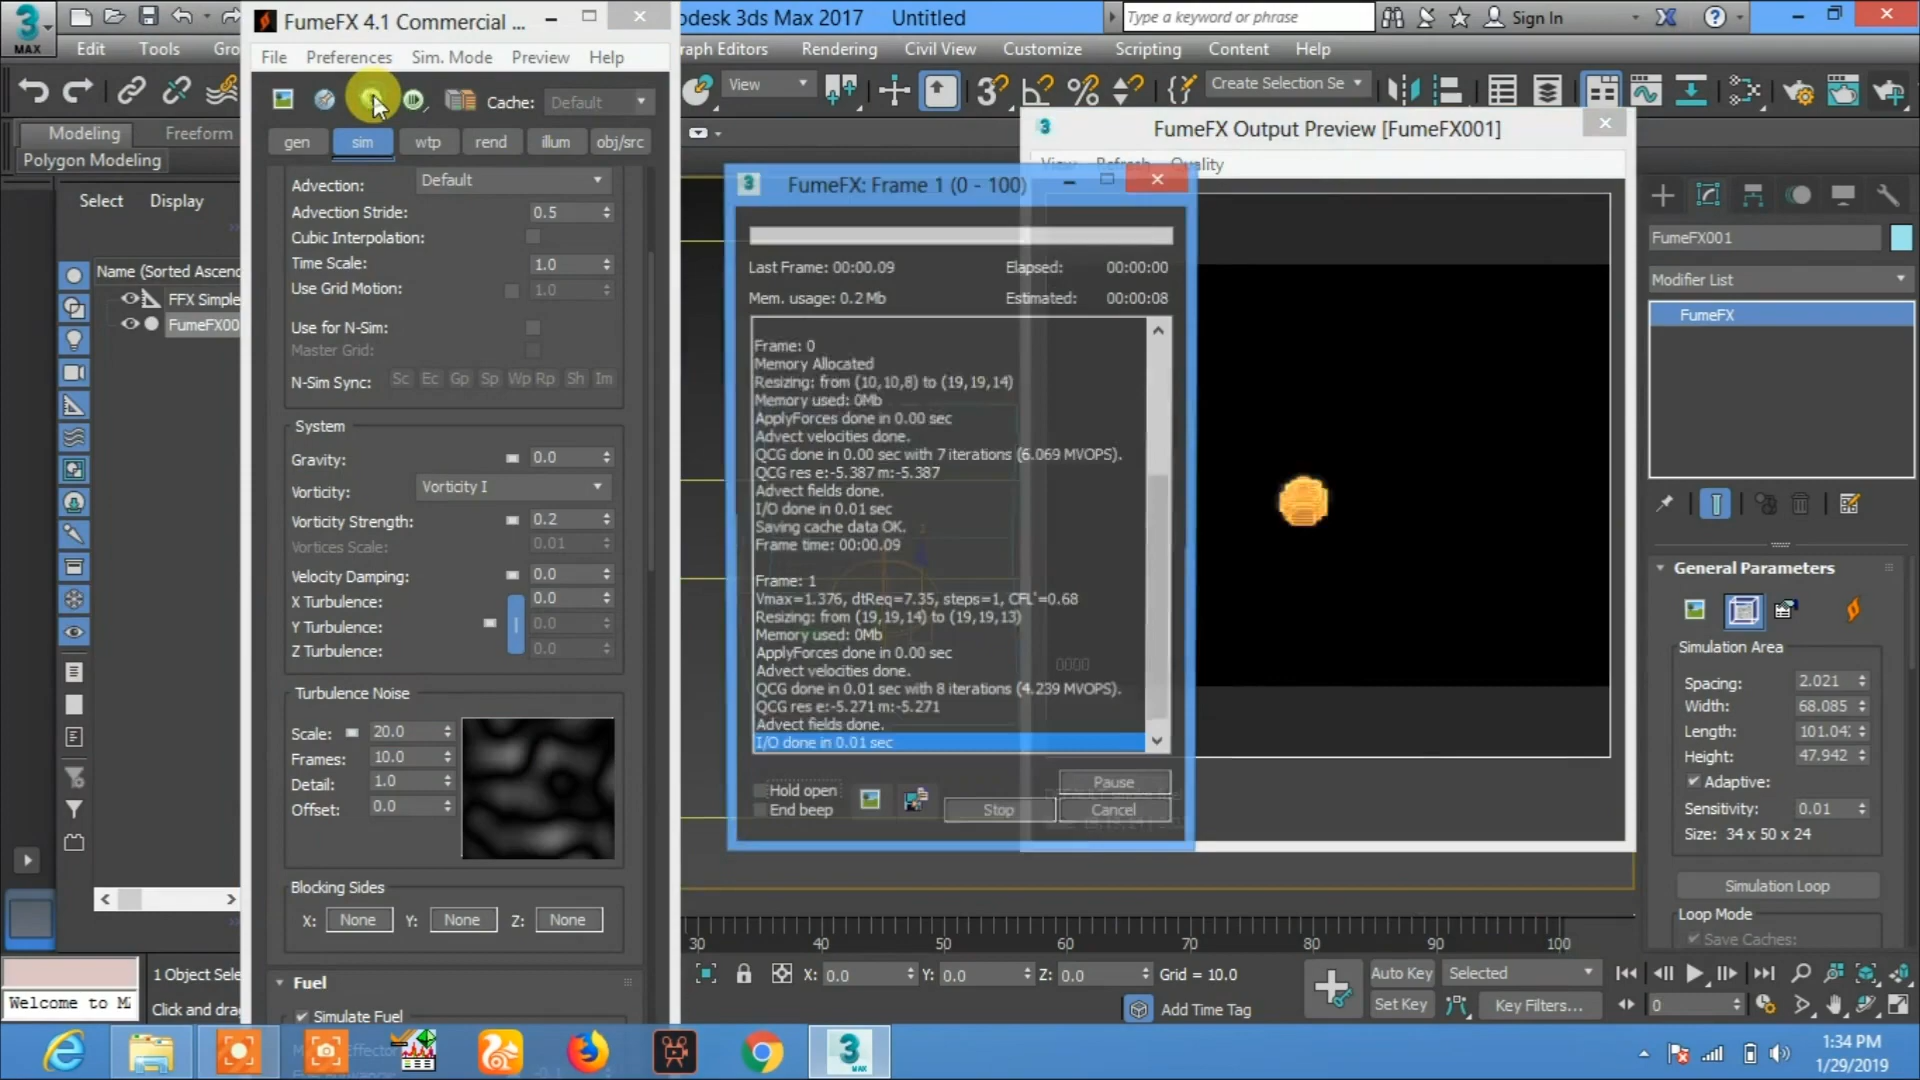 MAX
FumeFX 4.1 Commercial ...
odesk 3ds Max 2017 Untitled
Type a keyword or phrase
Sign In
Edit Tools Gro
raph Editors Rendering Civil View Customize Scripting Content Help
File Preferences Sim. Mode Preview Help
View
Create Selection Se
Cache: Default
Modeling Freeform
Polygon Modeling
gen sim wtp rend illum obj/src
Select Display
Name (Sorted Ascend
FFX Simple
FumeFX00
Advection: Default
Advection Stride: 0.5
Cubic Interpolation:
Time Scale: 1.0
Use Grid Motion: 1.0
Use for N-Sim:
Master Grid:
N-Sim Sync: Sc Ec Gp Sp Wp Rp Sh Im
System
Gravity: 0.0
Vorticity: Vorticity I
Vorticity Strength: 0.2
Vortices Scale: 0.01
Velocity Damping: 0.0
X Turbulence: 0.0
Y Turbulence: 0.0
Z Turbulence: 0.0
Turbulence Noise
Scale: 20.0
Frames: 10.0
Detail: 1.0
Offset: 0.0
Blocking Sides
X: None Y: None Z: None
Fuel
Simulate Fuel
FumeFX Output Preview [FumeFX001]
View Refresh Quality
FumeFX: Frame 1 (0 - 100)
Last Frame: 00:00.09 Elapsed: 00:00:00
Mem. usage: 0.2 Mb Estimated: 00:00:08
Frame: 0
Memory Allocated
Resizing: from (10,10,8) to (19,19,14)
Memory used: 0Mb
ApplyForces done in 0.00 sec
Advect velocities done.
QCG done in 0.00 sec with 7 iterations (6.069 MVOPS).
QCG res e:-5.387 m:-5.387
Advect fields done.
I/O done in 0.01 sec
Saving cache data OK.
Frame time: 00:00.09
Frame: 1
Vmax=1.376, dtReq=7.35, steps=1, CFL'=0.68
Resizing: from (19,19,14) to (19,19,13)
Memory used: 0Mb
ApplyForces done in 0.00 sec
Advect velocities done.
QCG done in 0.01 sec with 8 iterations (4.239 MVOPS).
QCG res e:-5.271 m:-5.271
Advect fields done.
I/O done in 0.01 sec
0000
Hold open
End beep
Pause
Stop Cancel
FumeFX001
Modifier List
FumeFX
General Parameters
Simulation Area
Spacing: 2.021
Width: 68.085
Length: 101.04
Height: 47.942
Adaptive:
Sensitivity: 0.01
Size: 34 x 50 x 24
Simulation Loop
Loop Mode
Save Caches:
30 40 50 60 70 80 90 100
1 Object Sele
Welcome to M
Click and drag
X: 0.0 Y: 0.0 Z: 0.0 Grid = 10.0
Add Time Tag
Auto Key Selected
Set Key Key Filters...
0
MAX
1:34 PM
1/29/2019